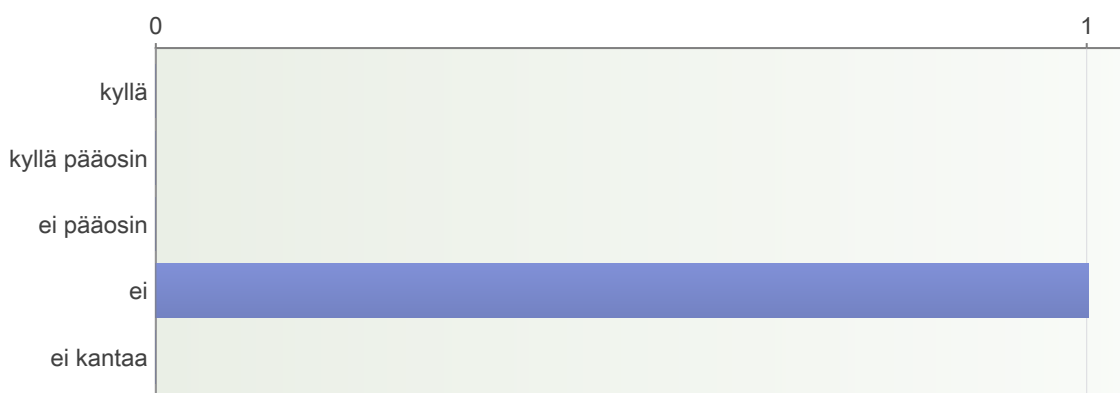 0 1
kyllä
kyllä pääosin
ei pääosin
ei
ei kantaa